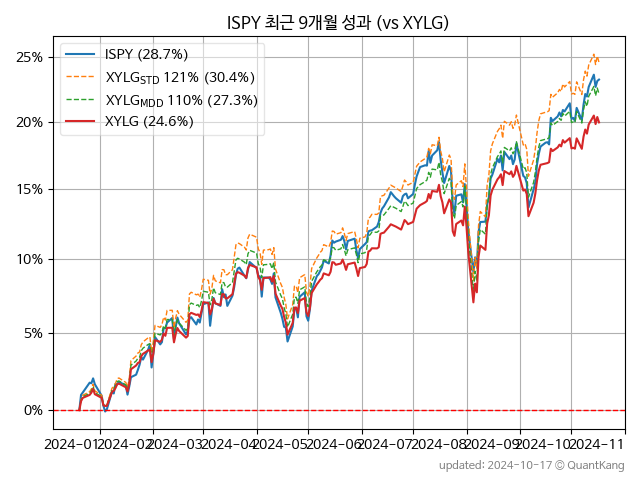 ISPY 최근 9개월 성과 (vs XYLG)
ISPY (28.7%)
XYLG_STD 121% (30.4%)
XYLG_MDD 110% (27.3%)
XYLG (24.6%)
25%
20%
15%
10%
5%
0%
2024-01 2024-02 2024-03 2024-04 2024-05 2024-06 2024-07 2024-08 2024-09 2024-10 2024-11
updated: 2024-10-17 © QuantKang